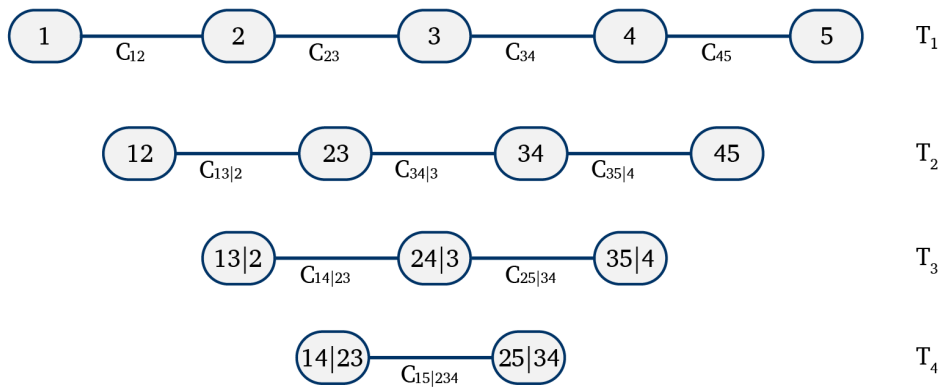 1 2 3 4 5 T₁
C₁₂ C₂₃ C₃₄ C₄₅
12 23 34 45 T₂
C₁₃|₂ C₃₄|₃ C₃₅|₄
13|2 24|3 35|4 T₃
C₁₄|₂₃ C₂₅|₃₄
14|23 25|34 T₄
C₁₅|₂₃₄